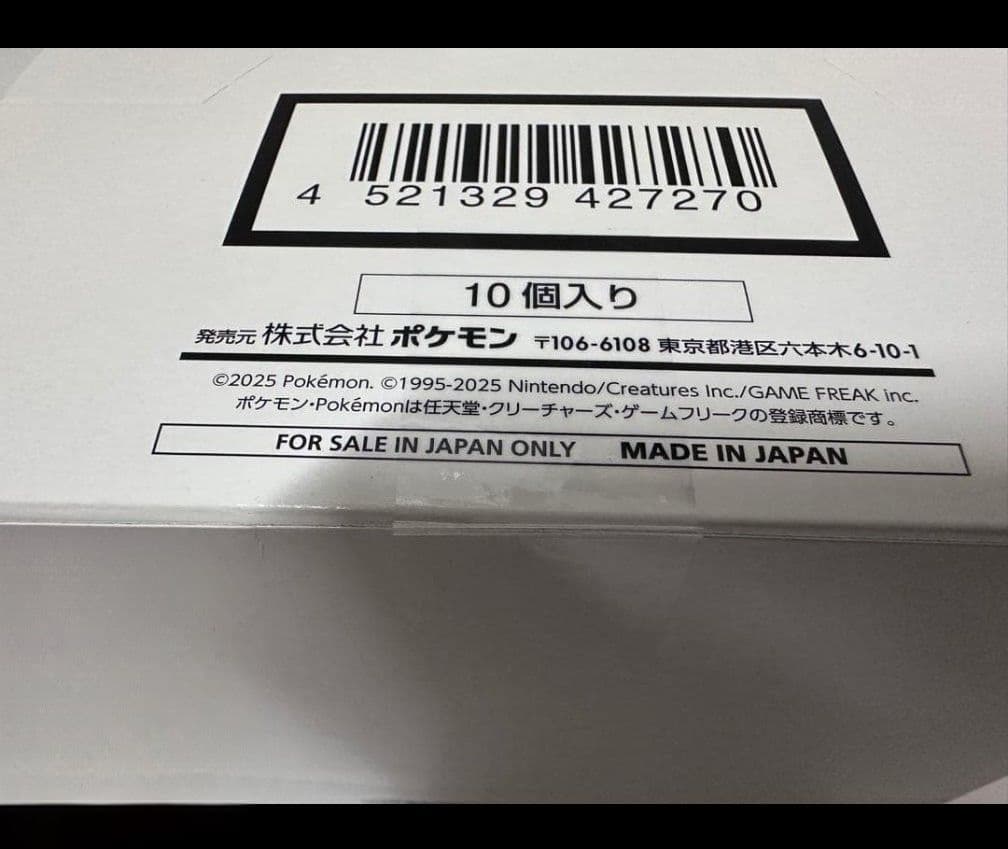 4 521329 427270
10個入り
発売元 株式会社 ポケモン 〒106-6108 東京都港区六本木6-10-1
©2025 Pokémon. ©1995-2025 Nintendo/Creatures Inc./GAME FREAK inc.
ポケモン・Pokémonは任天堂・クリーチャーズ・ゲームフリークの登録商標です。
FOR SALE IN JAPAN ONLY MADE IN JAPAN